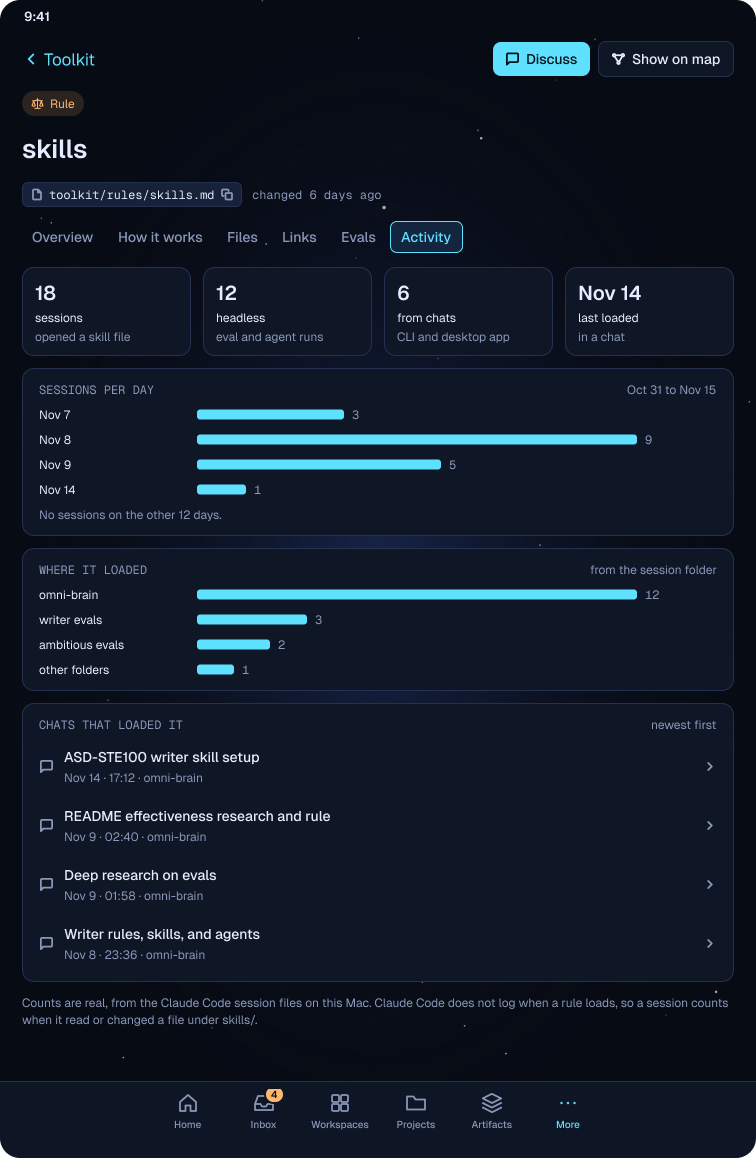 9:41
Toolkit
Discuss
Show on map
Rule
skills
toolkit/rules/skills.md
changed 6 days ago
Overview
How it works
Files
Links
Evals
Activity
18
sessions
opened a skill file
12
headless
eval and agent runs
6
from chats
CLI and desktop app
Nov 14
last loaded
in a chat
SESSIONS PER DAY
Oct 31 to Nov 15
Nov 7 3
Nov 8 9
Nov 9 5
Nov 14 1
No sessions on the other 12 days.
WHERE IT LOADED
from the session folder
omni-brain 12
writer evals 3
ambitious evals 2
other folders 1
CHATS THAT LOADED IT
newest first
ASD-STE100 writer skill setup
Nov 14 · 17:12 · omni-brain
README effectiveness research and rule
Nov 9 · 02:40 · omni-brain
Deep research on evals
Nov 9 · 01:58 · omni-brain
Writer rules, skills, and agents
Nov 8 · 23:36 · omni-brain
Counts are real, from the Claude Code session files on this Mac. Claude Code does not log when a rule loads, so a session counts
when it read or changed a file under skills/.
Home
4
Inbox
Workspaces
Projects
Artifacts
More